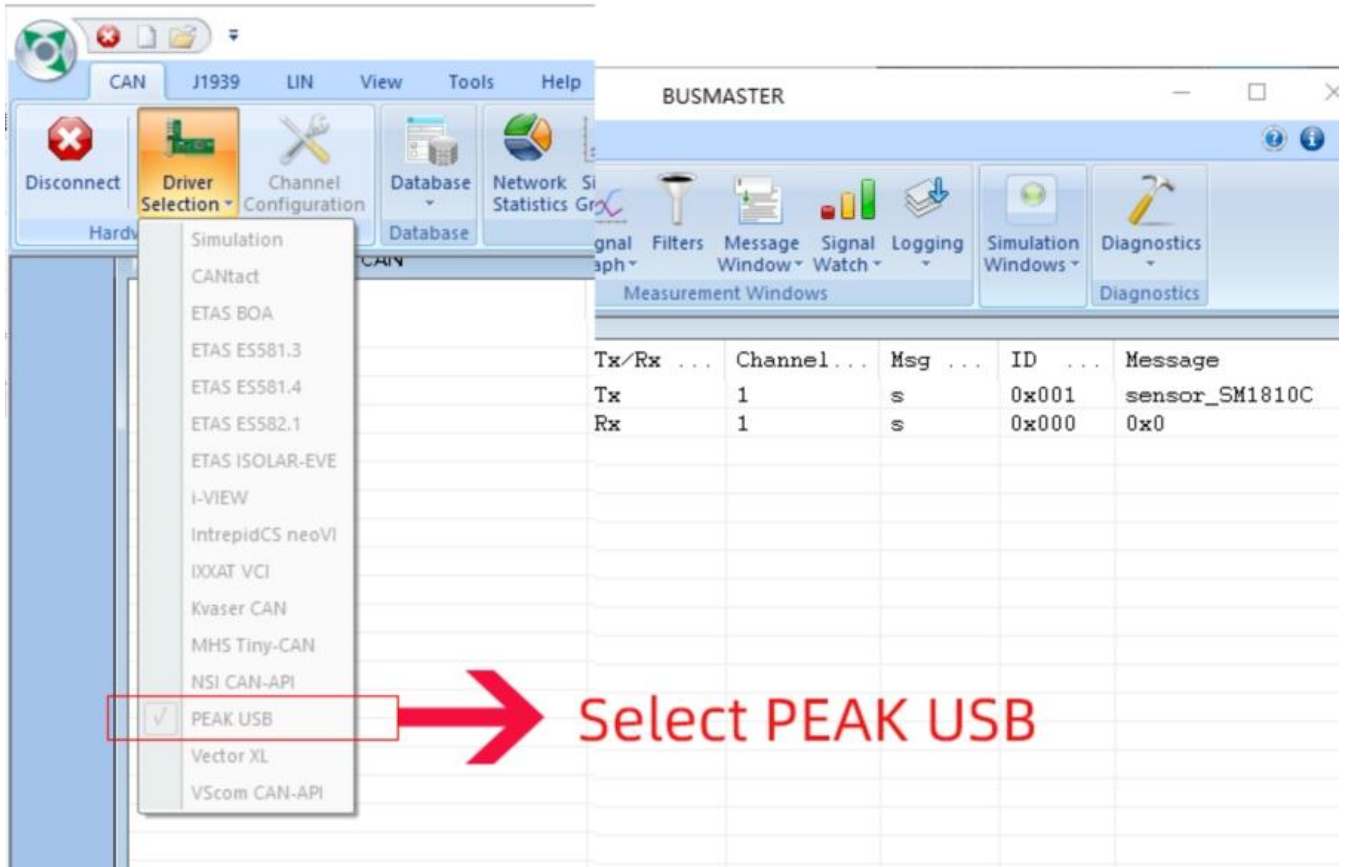 BUSMASTER
CAN J1939 LIN View Tools Help
Disconnect
Driver Selection
Channel Configuration
Database
Network Statistics
Filters
Message Window
Signal Watch
Logging
Simulation Windows
Diagnostics
Database
Measurement Windows
Diagnostics
CAN
Simulation
CANtact
ETAS BOA
ETAS ES581.3
ETAS ES581.4
ETAS ES582.1
ETAS ISOLAR-EVE
i-VIEW
IntrepidCS neoVI
IXXAT VCI
Kvaser CAN
MHS Tiny-CAN
NSI CAN-API
PEAK USB
Vector XL
VScom CAN-API
Tx/Rx ... Channel... Msg ... ID ... Message
Tx 1 s 0x001 sensor_SM1810C
Rx 1 s 0x000 0x0
Select PEAK USB